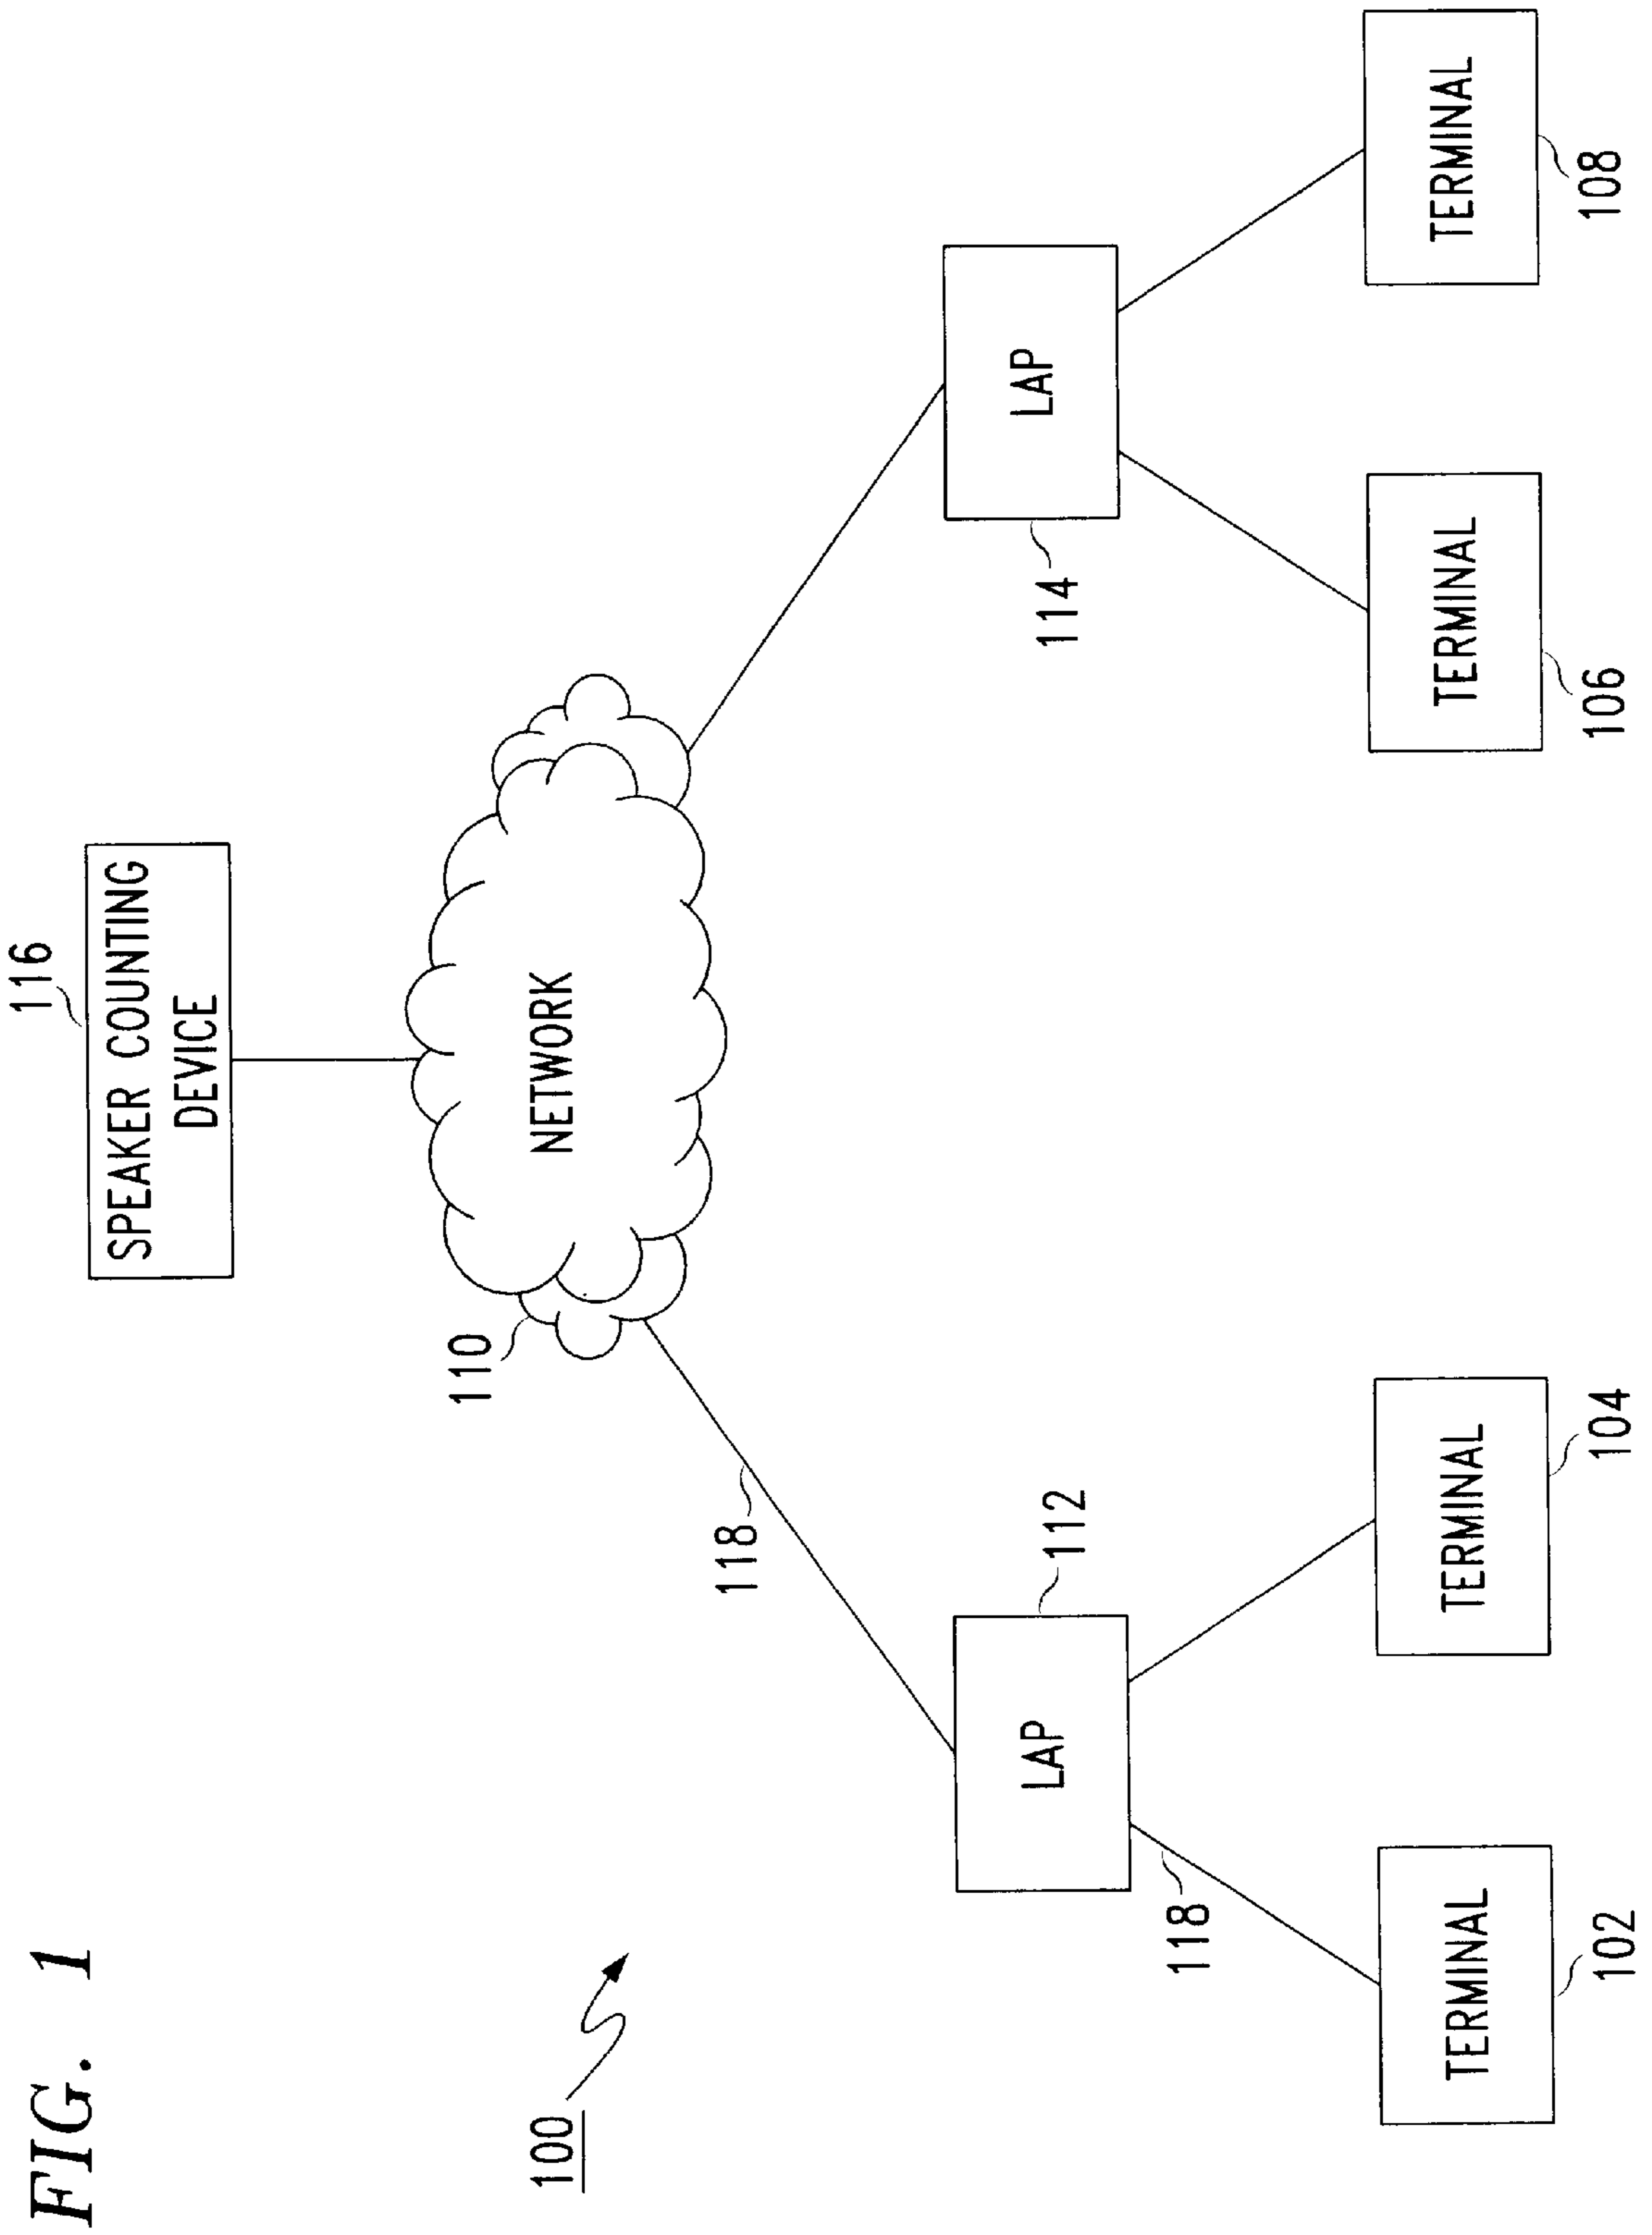 FIG. 1
100
116
SPEAKER COUNTING
DEVICE
110
NETWORK
118
LAP
112
LAP
114
118
TERMINAL
102
TERMINAL
104
TERMINAL
106
TERMINAL
108